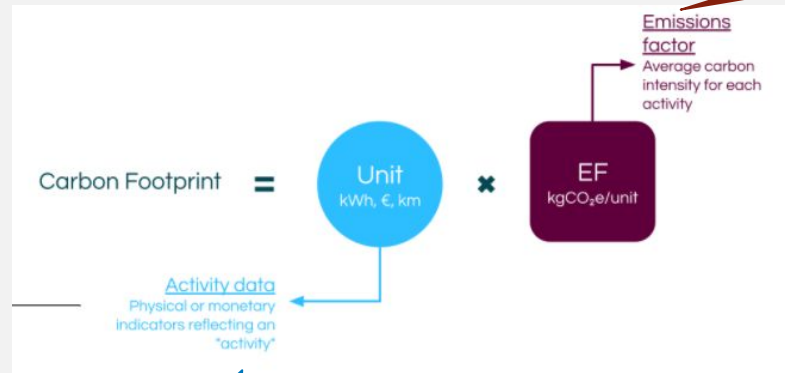 Emissions
factor
Average carbon
intensity for each
activity
Carbon Footprint = Unit ✖ EF
kWh, €, km
kgCO₂e/unit
Activity data
Physical or monetary
indicators reflecting an
"activity"